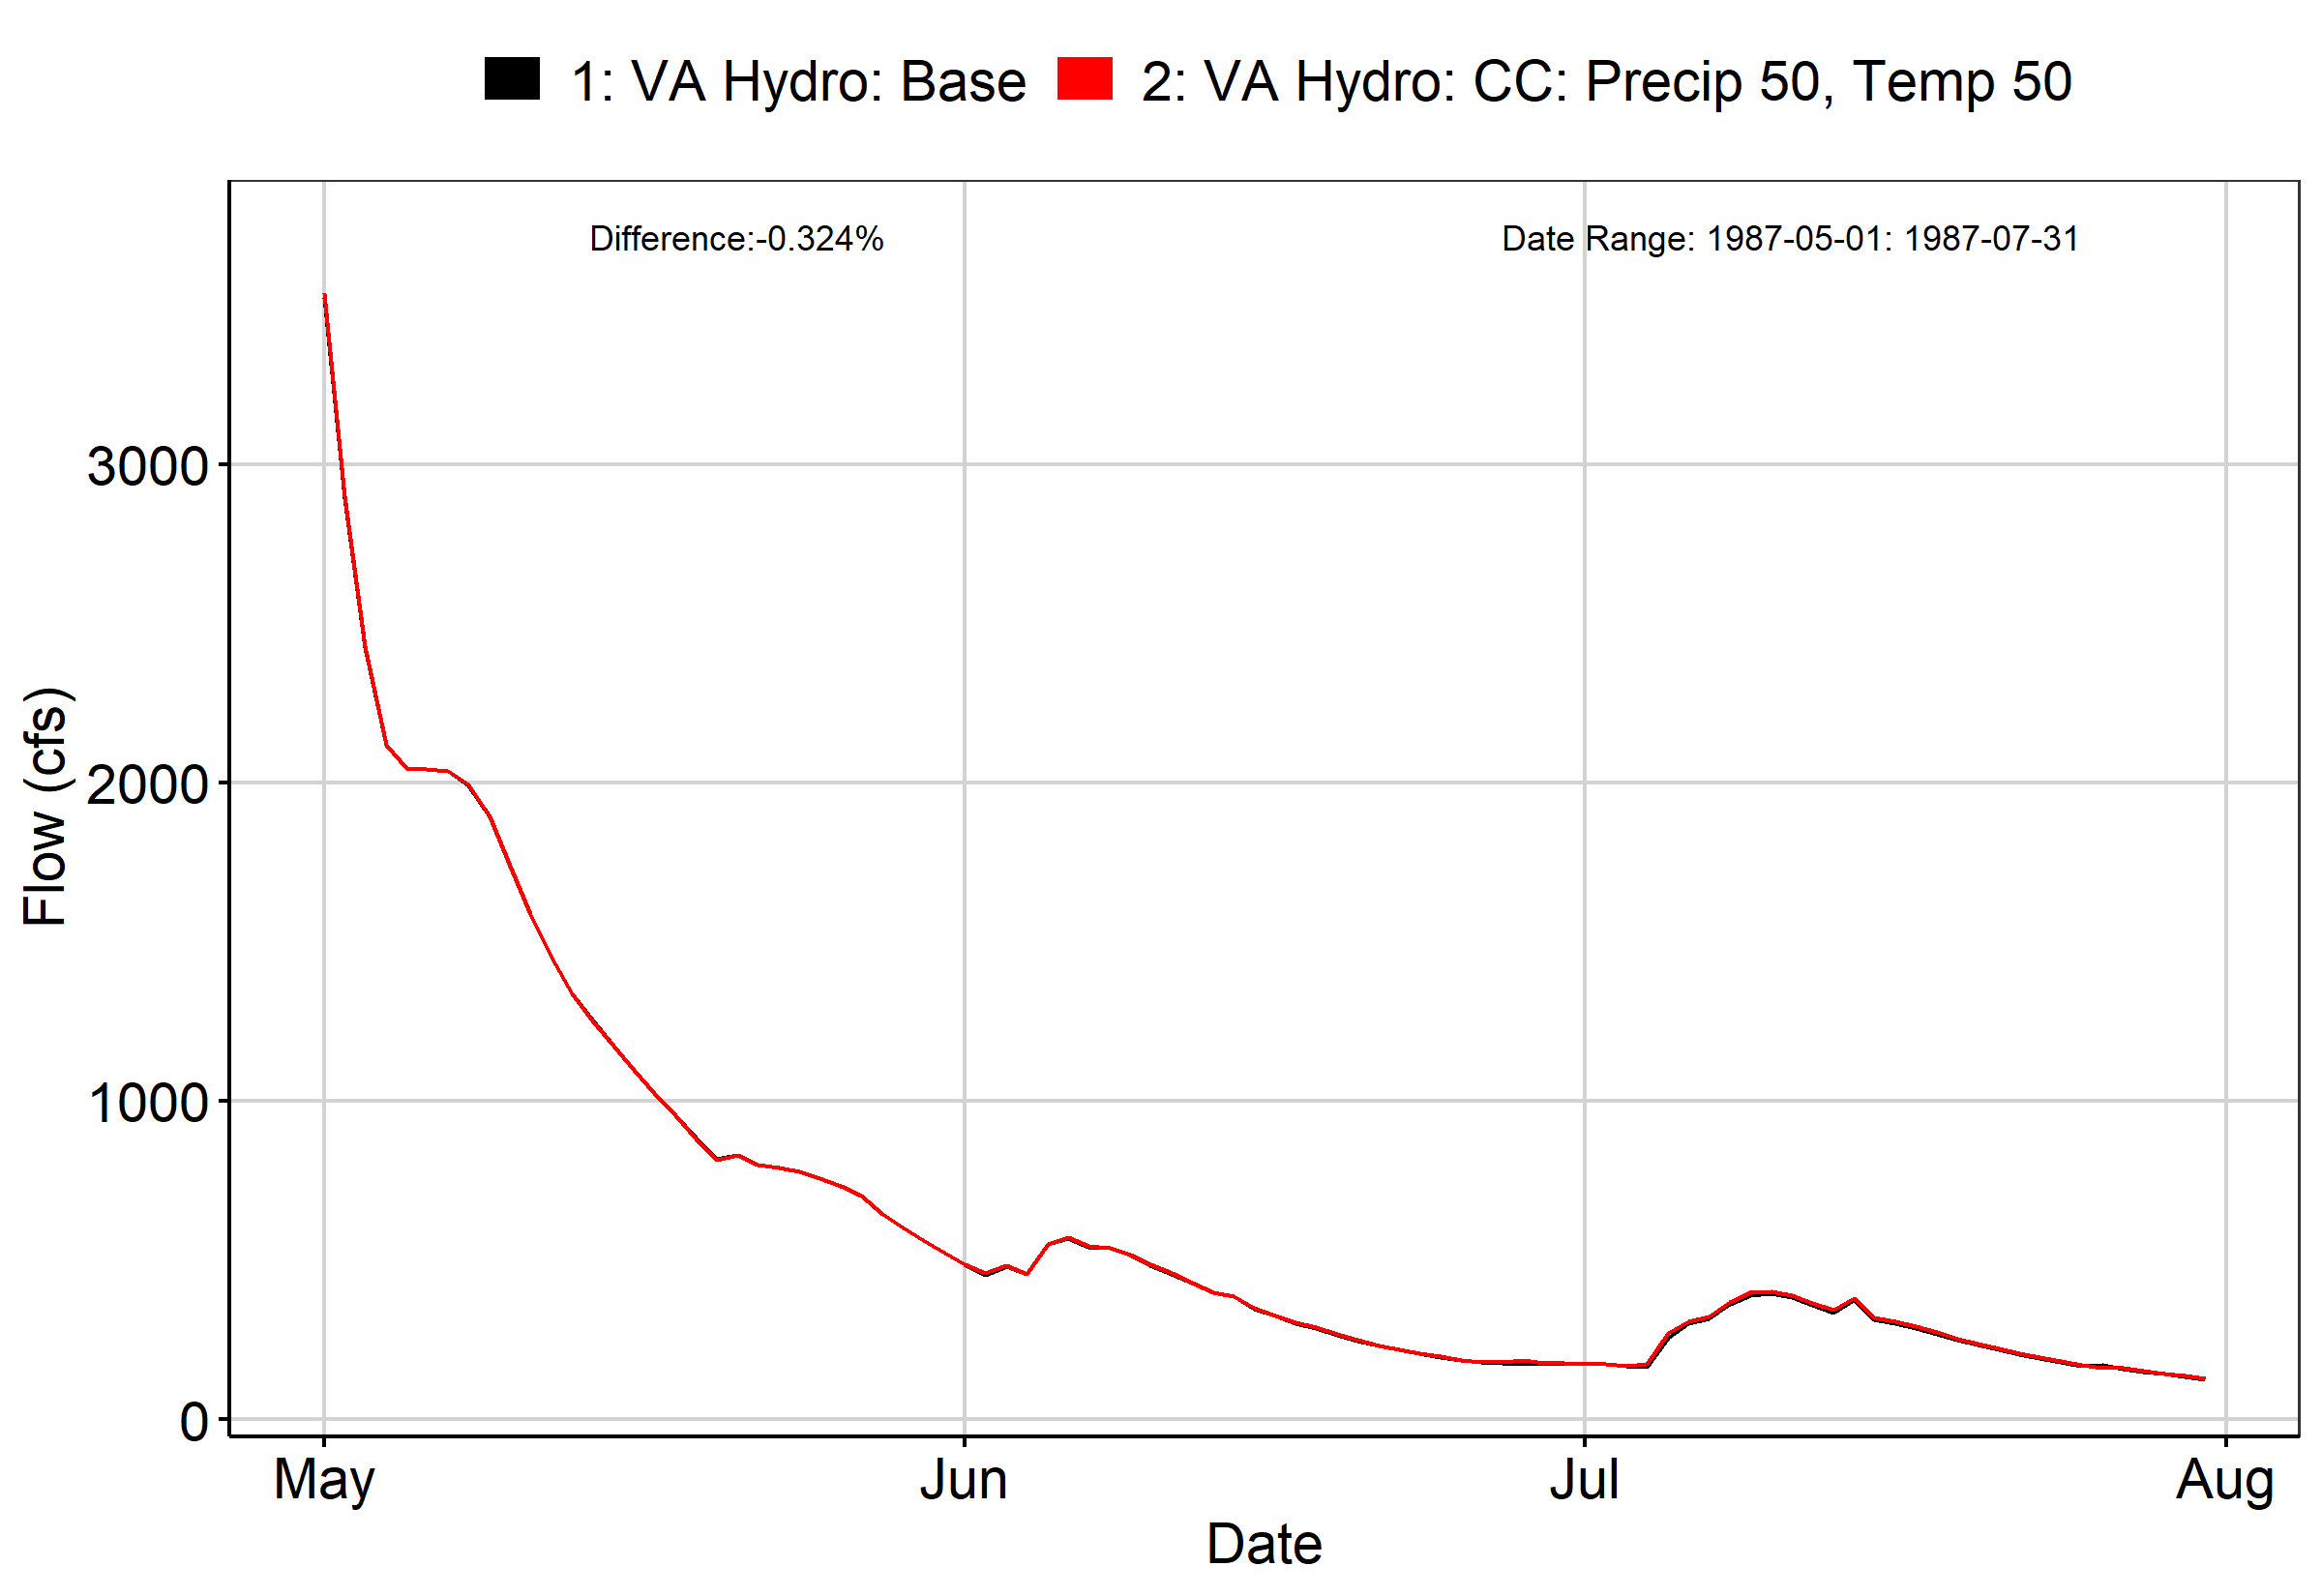 1: VA Hydro: Base 2: VA Hydro: CC: Precip 50, Temp 50
Difference:-0.324% Date Range: 1987-05-01: 1987-07-31
Flow (cfs)
3000
2000
1000
0
May Jun Jul Aug
Date